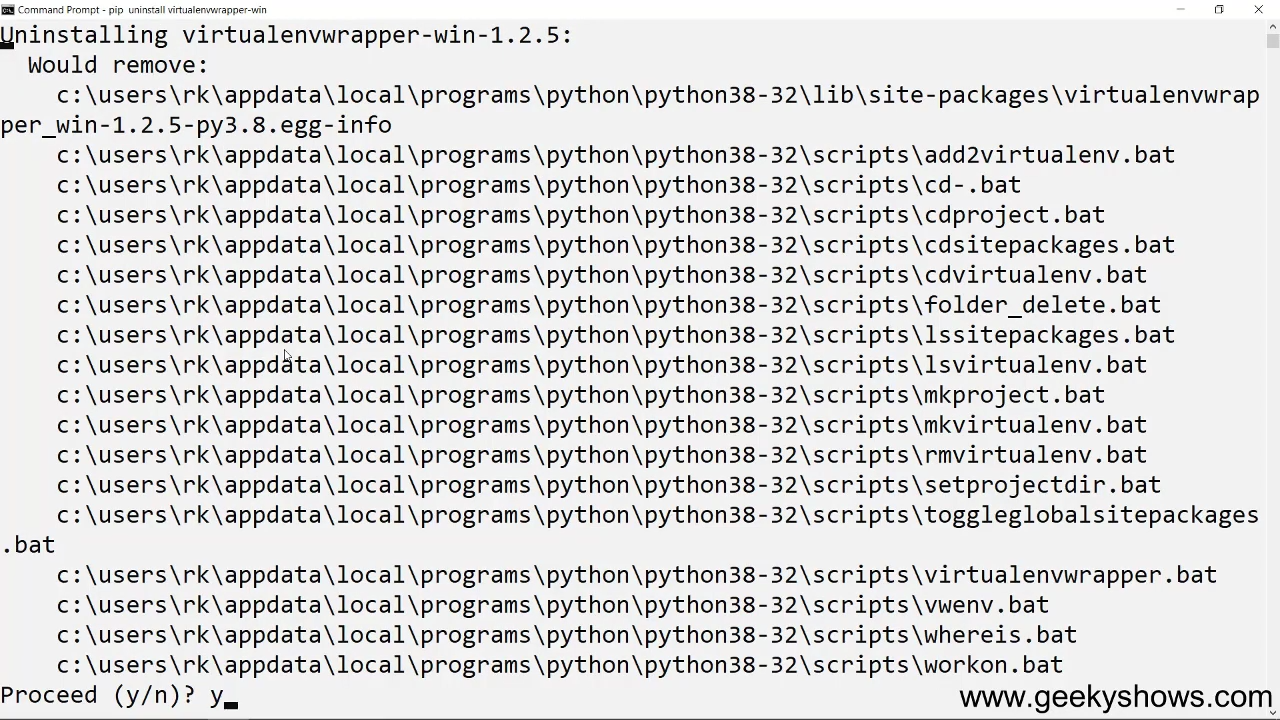 Command Prompt - pip  uninstall virtualenvwrapper-win
Uninstalling virtualenvwrapper-win-1.2.5:
  Would remove:
    c:\users\rk\appdata\local\programs\python\python38-32\lib\site-packages\virtualenvwrap
per_win-1.2.5-py3.8.egg-info
    c:\users\rk\appdata\local\programs\python\python38-32\scripts\add2virtualenv.bat
    c:\users\rk\appdata\local\programs\python\python38-32\scripts\cd-.bat
    c:\users\rk\appdata\local\programs\python\python38-32\scripts\cdproject.bat
    c:\users\rk\appdata\local\programs\python\python38-32\scripts\cdsitepackages.bat
    c:\users\rk\appdata\local\programs\python\python38-32\scripts\cdvirtualenv.bat
    c:\users\rk\appdata\local\programs\python\python38-32\scripts\folder_delete.bat
    c:\users\rk\appdata\local\programs\python\python38-32\scripts\lssitepackages.bat
    c:\users\rk\appdata\local\programs\python\python38-32\scripts\lsvirtualenv.bat
    c:\users\rk\appdata\local\programs\python\python38-32\scripts\mkproject.bat
    c:\users\rk\appdata\local\programs\python\python38-32\scripts\mkvirtualenv.bat
    c:\users\rk\appdata\local\programs\python\python38-32\scripts\rmvirtualenv.bat
    c:\users\rk\appdata\local\programs\python\python38-32\scripts\setprojectdir.bat
    c:\users\rk\appdata\local\programs\python\python38-32\scripts\toggleglobalsitepackages
.bat
    c:\users\rk\appdata\local\programs\python\python38-32\scripts\virtualenvwrapper.bat
    c:\users\rk\appdata\local\programs\python\python38-32\scripts\vwenv.bat
    c:\users\rk\appdata\local\programs\python\python38-32\scripts\whereis.bat
    c:\users\rk\appdata\local\programs\python\python38-32\scripts\workon.bat
Proceed (y/n)? y
www.geekyshows.com